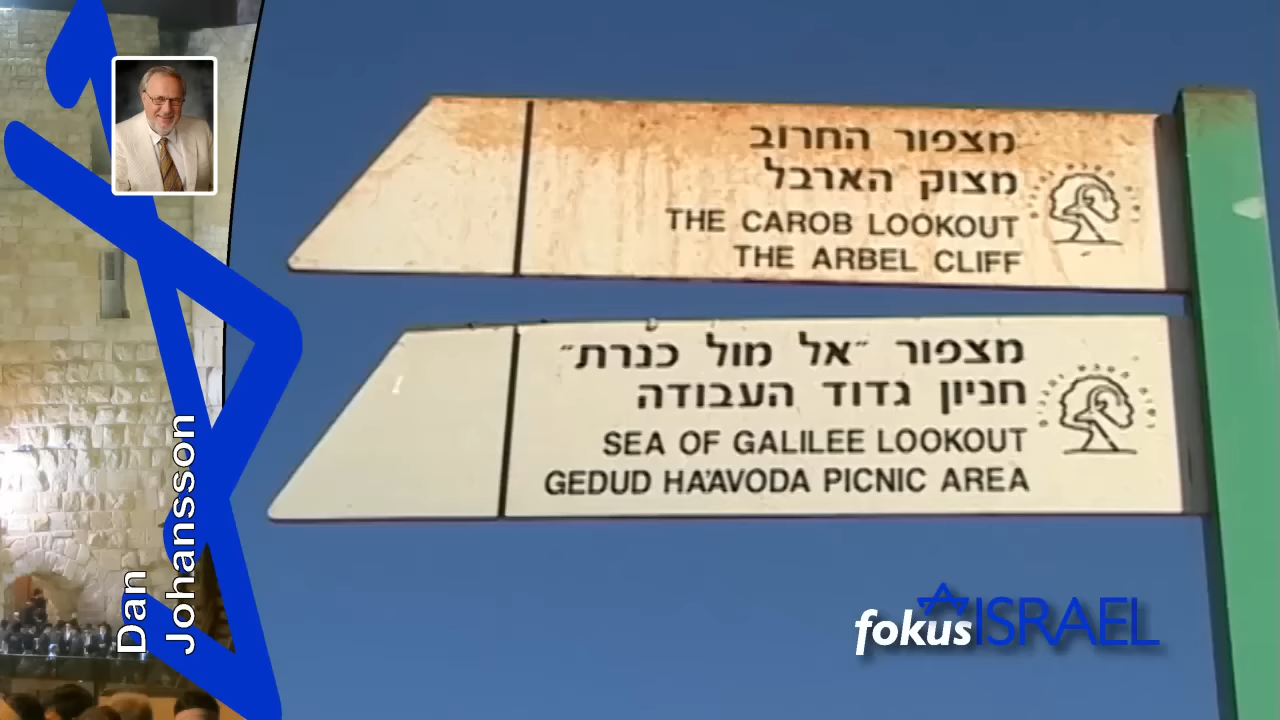 מצפור החרוב
מצוק הארבל
THE CAROB LOOKOUT
THE ARBEL CLIFF
מצפור ״אל מול כנרת״
חניון גדוד העבודה
SEA OF GALILEE LOOKOUT
GEDUD HA'AVODA PICNIC AREA
Dan
Johansson
fokus ISRAEL